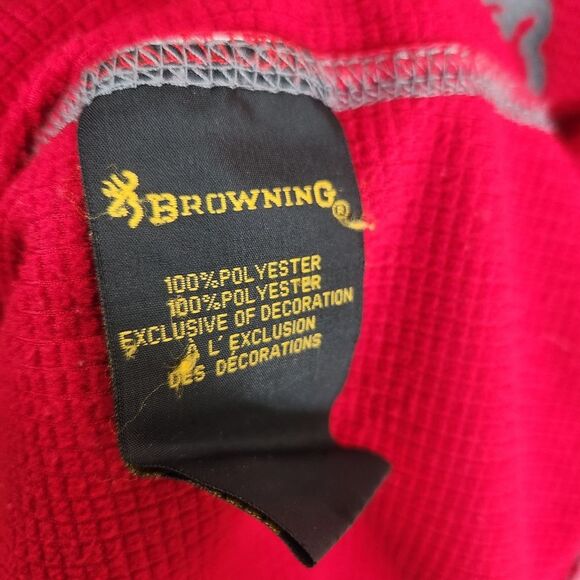 BROWNING®
100% POLYESTER
100% POLYESTER
EXCLUSIVE OF DECORATION
À L'EXCLUSION
DES DÉCORATIONS